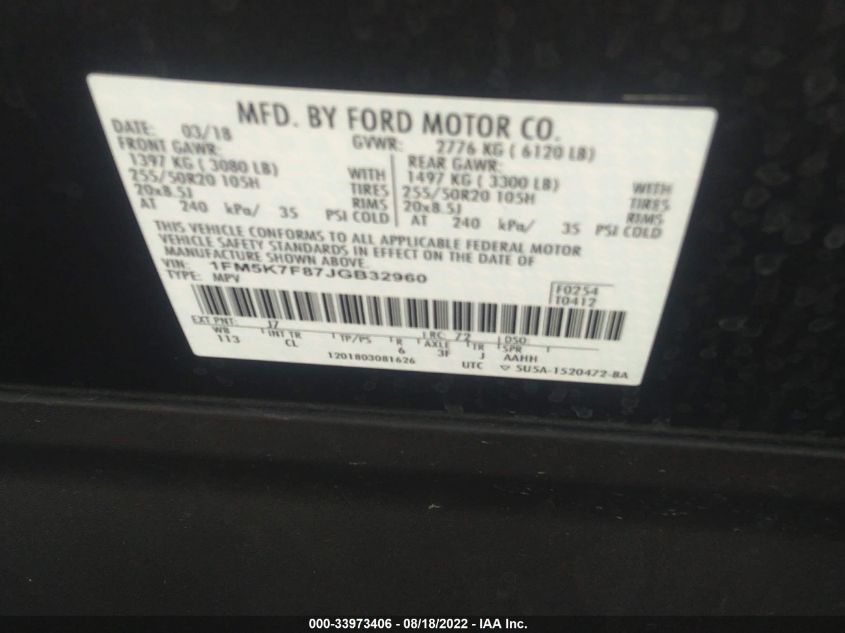 MFD. BY FORD MOTOR CO.
DATE: 03/18 GVWR: 2776 KG ( 6120 LB)
FRONT GAWR: REAR GAWR:
1397 KG ( 3080 LB) WITH 1497 KG ( 3300 LB) WITH
255/50R20 105H TIRES 255/50R20 105H TIRES
20x8.5J RIMS 20x8.5J RIMS
AT 240 kPa/ 35 PSI COLD AT 240 kPa/ 35 PSI COLD
THIS VEHICLE CONFORMS TO ALL APPLICABLE FEDERAL MOTOR
VEHICLE SAFETY STANDARDS IN EFFECT ON THE DATE OF
MANUFACTURE SHOWN ABOVE.
VIN: 1FM5K7F87JGB32960
TYPE: MPV
F0254
T0412
EXT PNT: J7 RC: 72 DSO:
WB INT TR TP/PS R AXLE TR SPR
113 CL 6 3F J AAHH
1201803081626 UTC ▽ SU5A-1520472-BA
000-33973406 - 08/18/2022 - IAA Inc.